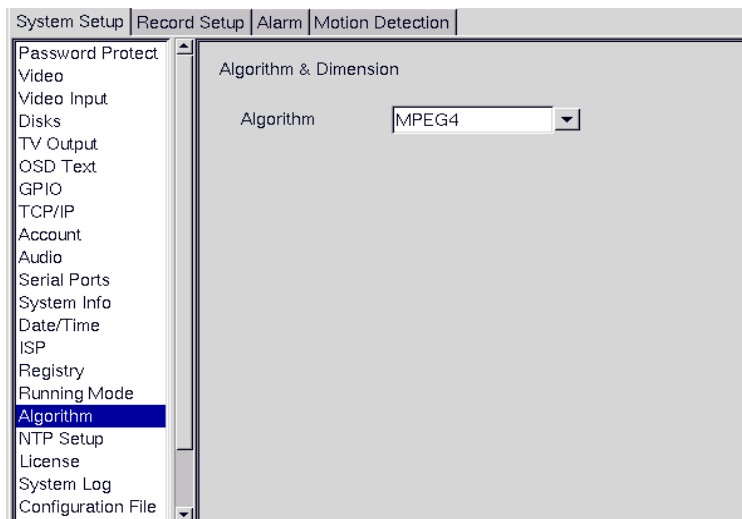 System Setup Record Setup Alarm Motion Detection
Password Protect
Video
Video Input
Disks
TV Output
OSD Text
GPIO
TCP/IP
Account
Audio
Serial Ports
System Info
Date/Time
ISP
Registry
Running Mode
Algorithm
NTP Setup
License
System Log
Configuration File
Algorithm & Dimension
Algorithm MPEG4